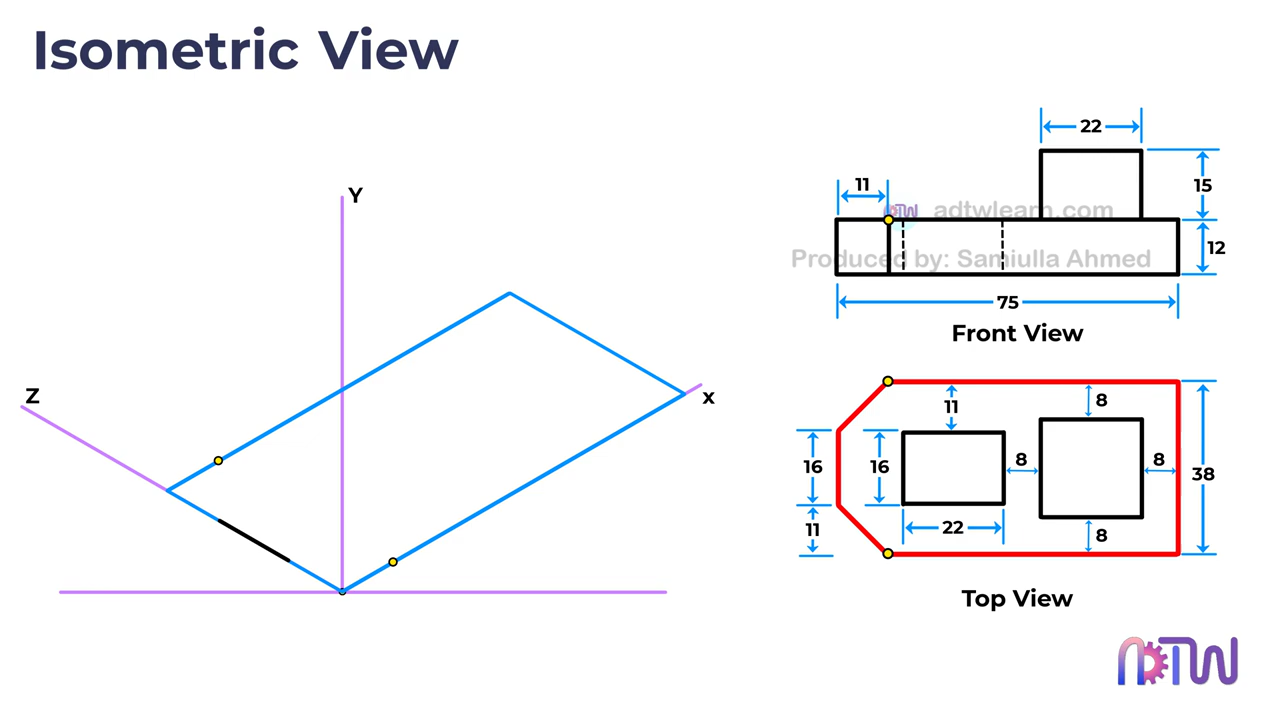 Isometric View
Y
Z
x
22
11
15
adtwlearn.com
12
Produced by: Samiulla Ahmed
75
Front View
8
11
16
16
8
8
38
11
22
8
Top View
ADTW